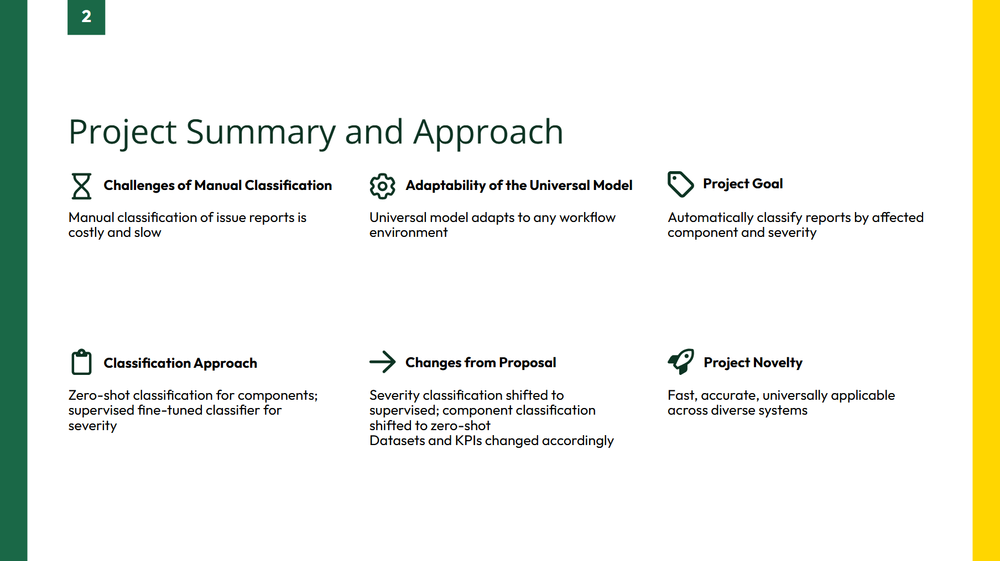 2
Project Summary and Approach
Challenges of Manual Classification
Manual classification of issue reports is
costly and slow
Adaptability of the Universal Model
Universal model adapts to any workflow
environment
Project Goal
Automatically classify reports by affected
component and severity
Classification Approach
Zero-shot classification for components;
supervised fine-tuned classifier for
severity
Changes from Proposal
Severity classification shifted to
supervised; component classification
shifted to zero-shot
Datasets and KPIs changed accordingly
Project Novelty
Fast, accurate, universally applicable
across diverse systems